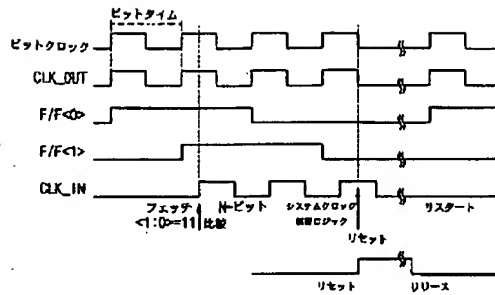 ビットタイム
ビットクロック
CLK_OUT
F/F<0>
F/F<1>
CLK_IN
フェッチ
<1:0>=11
比較
ビット
システムクロック
制御ロジック
リセット
リスタート
リセット
リリース